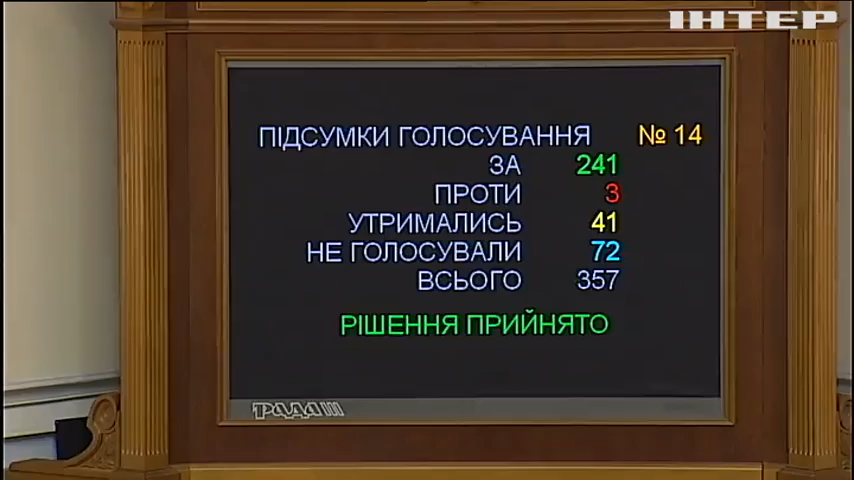 ІНТЕР
ПІДСУМКИ ГОЛОСУВАННЯ № 14
ЗА 241
ПРОТИ 3
УТРИМАЛИСЬ 41
НЕ ГОЛОСУВАЛИ 72
ВСЬОГО 357
РІШЕННЯ ПРИЙНЯТО
РАДА III